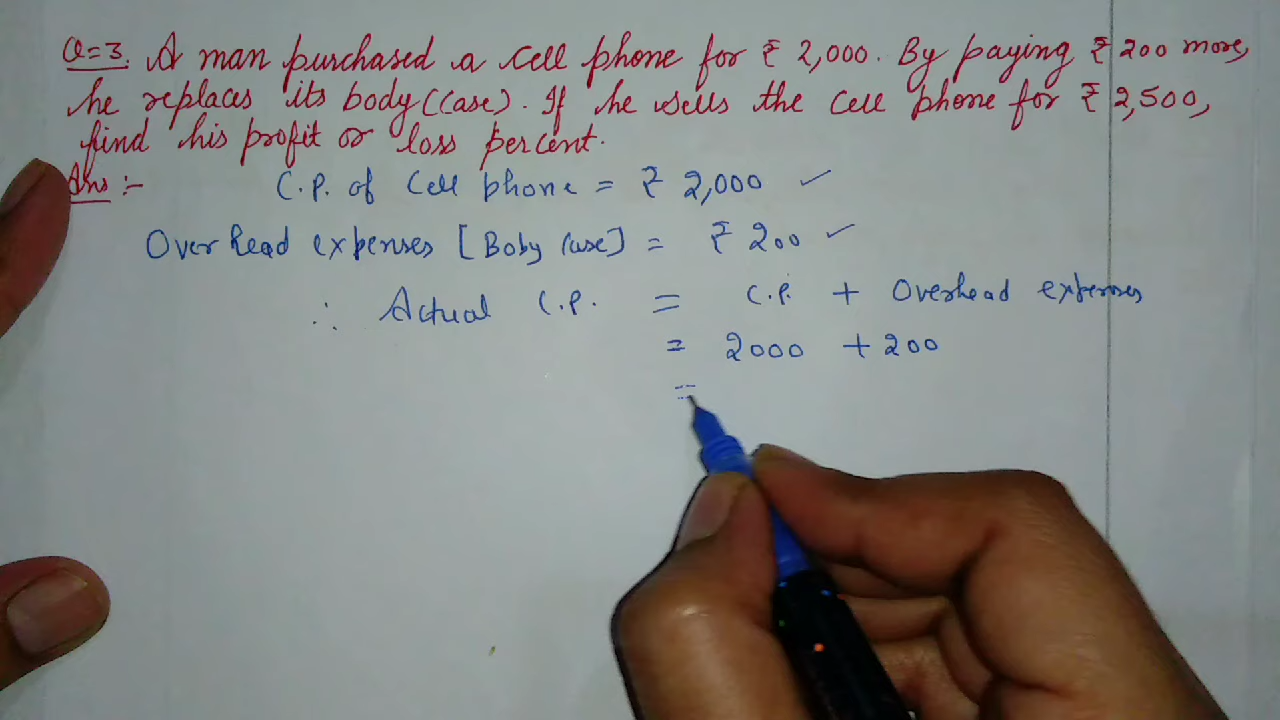 Q=3. A man purchased a cell phone for ₹ 2,000. By paying ₹ 200 more,
he replaces its body (case). If he sells the cell phone for ₹ 2,500,
find his profit or loss percent.
Ans :- C.P. of Cell phone = ₹ 2,000 ✓
Over head expenses [Boby Case] = ₹ 200 ✓
∴ Actual C.P. = C.P. + Overhead expenses
= 2000 + 200
=